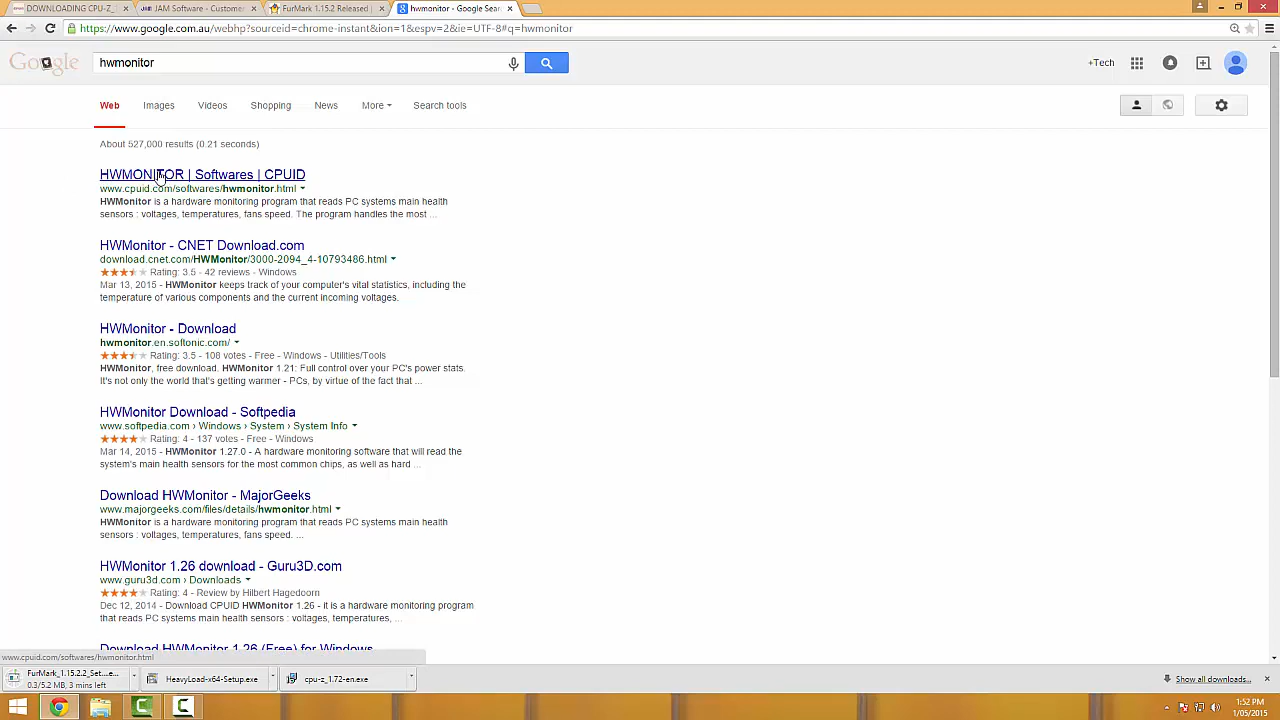 DOWNLOADING CPU-Z_
JAM Software - Custome
FurMark 1.15.2 Released |
hwmonitor - Google Sear
https://www.google.com.au/webhp?sourceid=chrome-instant&ion=1&espv=2&ie=UTF-8#q=hwmonitor
Google
hwmonitor
+Tech
Web Images Videos Shopping News More Search tools
About 527,000 results (0.21 seconds)
HWMONITOR | Softwares | CPUID
www.cpuid.com/softwares/hwmonitor.html
HWMonitor is a hardware monitoring program that reads PC systems main health
sensors : voltages, temperatures, fans speed. The program handles the most ...
HWMonitor - CNET Download.com
download.cnet.com/HWMonitor/3000-2094_4-10793486.html
Rating: 3.5 - 42 reviews - Windows
Mar 13, 2015 - HWMonitor keeps track of your computer's vital statistics, including the
temperature of various components and the current incoming voltages.
HWMonitor - Download
hwmonitor.en.softonic.com/
Rating: 3.5 - 108 votes - Free - Windows - Utilities/Tools
HWMonitor, free download. HWMonitor 1.21: Full control over your PC's power stats.
It's not only the world that's getting warmer - PCs, by virtue of the fact that ...
HWMonitor Download - Softpedia
www.softpedia.com › Windows › System › System Info
Rating: 4 - 137 votes - Free - Windows
Mar 14, 2015 - HWMonitor 1.27.0 - A hardware monitoring software that will read the
system's main health sensors for the most common chips, as well as hard ...
Download HWMonitor - MajorGeeks
www.majorgeeks.com/files/details/hwmonitor.html
HWMonitor is a hardware monitoring program that reads PC systems main health
sensors : voltages, temperatures, fans speed. ...
HWMonitor 1.26 download - Guru3D.com
www.guru3d.com › Downloads
Rating: 4 - Review by Hilbert Hagedoorn
Dec 12, 2014 - Download CPUID HWMonitor 1.26 - it is a hardware monitoring program
that reads PC systems main health sensors : voltages, temperatures, ...
Download HWMonitor 1.26 (Free) for Windows
www.cpuid.com/softwares/hwmonitor.html
FurMark_1.15.2.2_Set....e...
0.3/5.2 MB, 3 mins left
HeavyLoad-x64-Setup.exe
cpu-z_1.72-en.exe
Show all downloads...
1:52 PM
1/05/2015